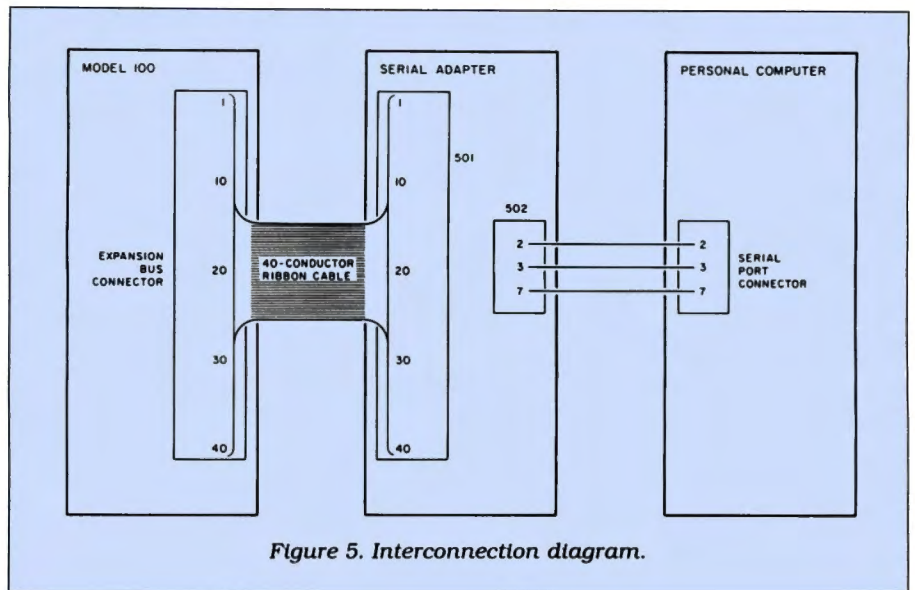 MODEL 100
SERIAL ADAPTER
PERSONAL COMPUTER
1
10
20
30
40
EXPANSION
BUS
CONNECTOR
40-CONDUCTOR
RIBBON CABLE
1
10
20
30
40
501
502
2
3
7
2
3
7
SERIAL
PORT
CONNECTOR
Figure 5. Interconnection diagram.